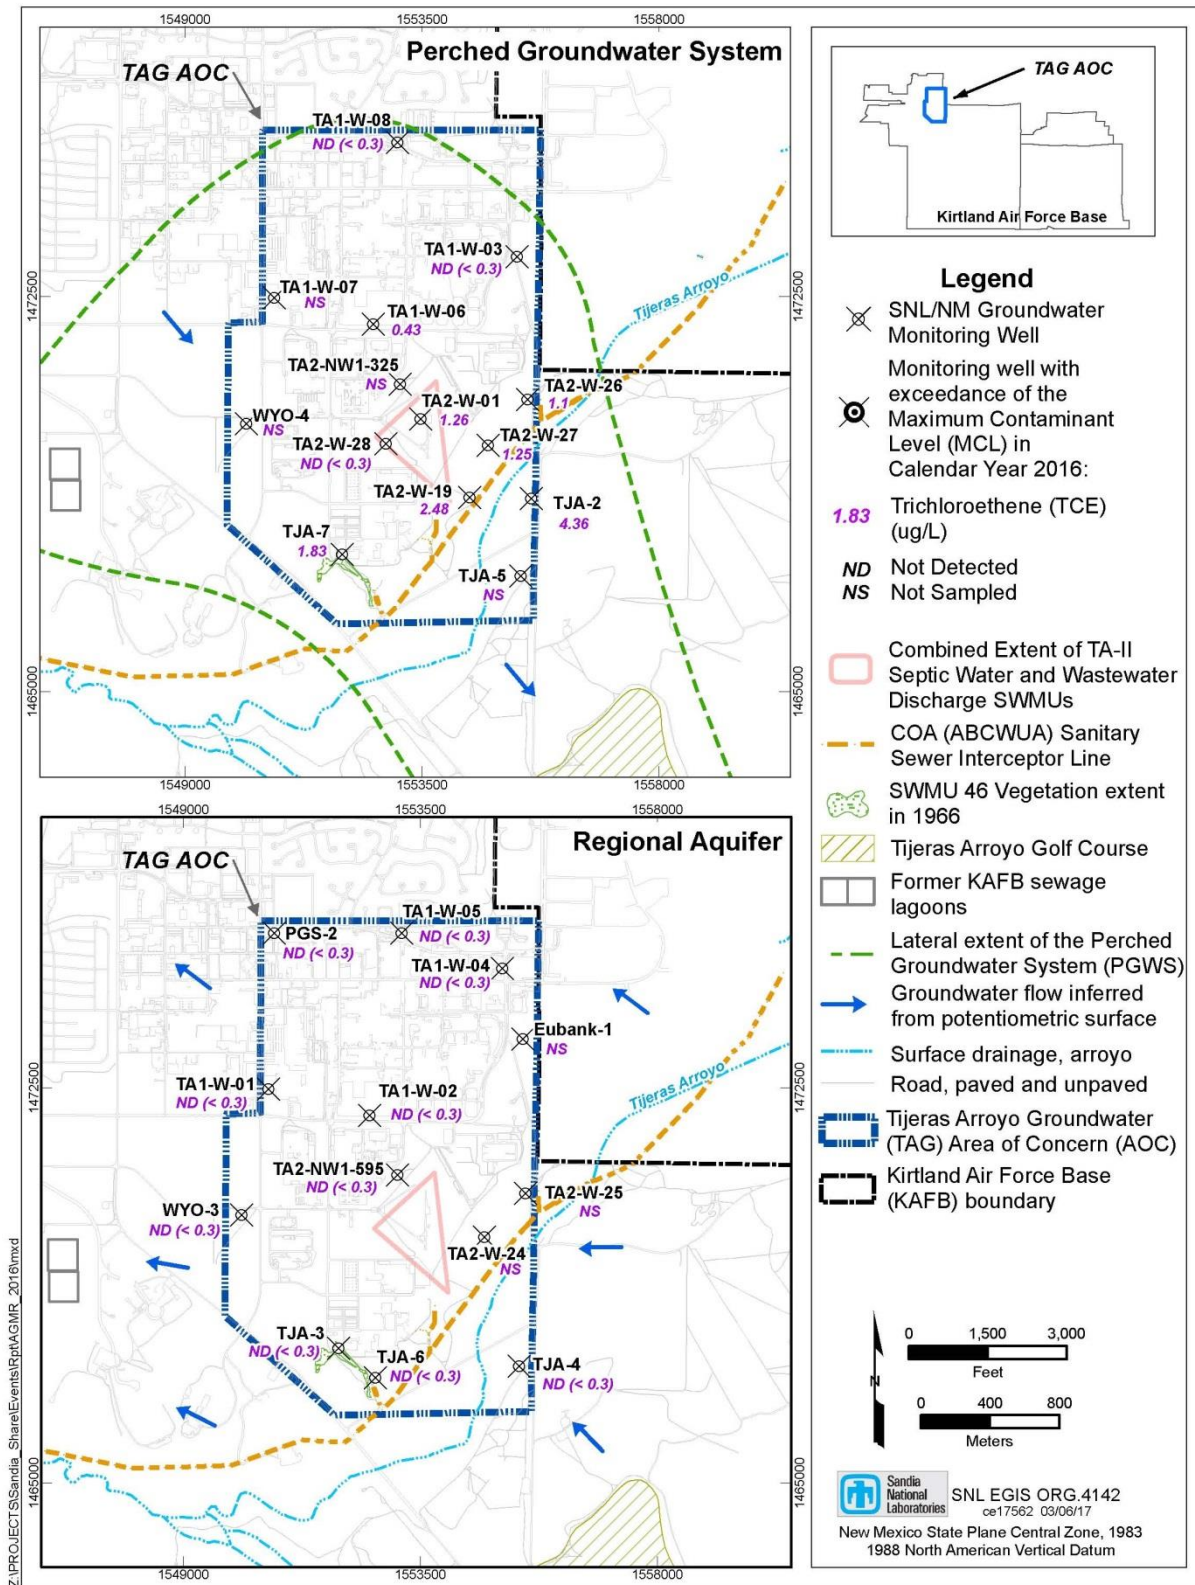 1549000
1553500
1558000
Perched Groundwater System
TAG AOC
TA1-W-08
ND (< 0.3)
TA1-W-03
ND (< 0.3)
Tijeras Arroyo
TA1-W-07
NS
TA1-W-06
0.43
TA2-NW1-325
NS
TA2-W-26
1.1
WYO-4
NS
TA2-W-01
1.26
TA2-W-28
ND (< 0.3)
TA2-W-27
1.25
TA2-W-19
2.48
TJA-2
4.36
TJA-7
1.83
TJA-5
NS
1472500
1465000
1549000
1553500
1558000
Regional Aquifer
TAG AOC
TA1-W-05
ND (< 0.3)
PGS-2
ND (< 0.3)
TA1-W-04
ND (< 0.3)
Eubank-1
NS
TA1-W-01
ND (< 0.3)
TA1-W-02
ND (< 0.3)
Tijeras Arroyo
TA2-NW1-595
ND (< 0.3)
TA2-W-25
NS
WYO-3
ND (< 0.3)
TA2-W-24
NS
TJA-3
ND (< 0.3)
TJA-6
ND (< 0.3)
TJA-4
ND (< 0.3)
1472500
1465000
1549000
1553500
1558000
Z:\PROJECTS\Sandia_Share\Events\Rpt\AGMR_2016\mxd
TAG AOC
Kirtland Air Force Base
Legend
SNL/NM Groundwater
Monitoring Well
Monitoring well with
exceedance of the
Maximum Contaminant
Level (MCL) in
Calendar Year 2016:
1.83 Trichloroethene (TCE)
(ug/L)
ND Not Detected
NS Not Sampled
Combined Extent of TA-II
Septic Water and Wastewater
Discharge SWMUs
COA (ABCWUA) Sanitary
Sewer Interceptor Line
SWMU 46 Vegetation extent
in 1966
Tijeras Arroyo Golf Course
Former KAFB sewage
lagoons
Lateral extent of the Perched
Groundwater System (PGWS)
Groundwater flow inferred
from potentiometric surface
Surface drainage, arroyo
Road, paved and unpaved
Tijeras Arroyo Groundwater
(TAG) Area of Concern (AOC)
Kirtland Air Force Base
(KAFB) boundary
N
0 1,500 3,000
Feet
0 400 800
Meters
Sandia
National
Laboratories
SNL EGIS ORG.4142
ce17562 03/06/17
New Mexico State Plane Central Zone, 1983
1988 North American Vertical Datum